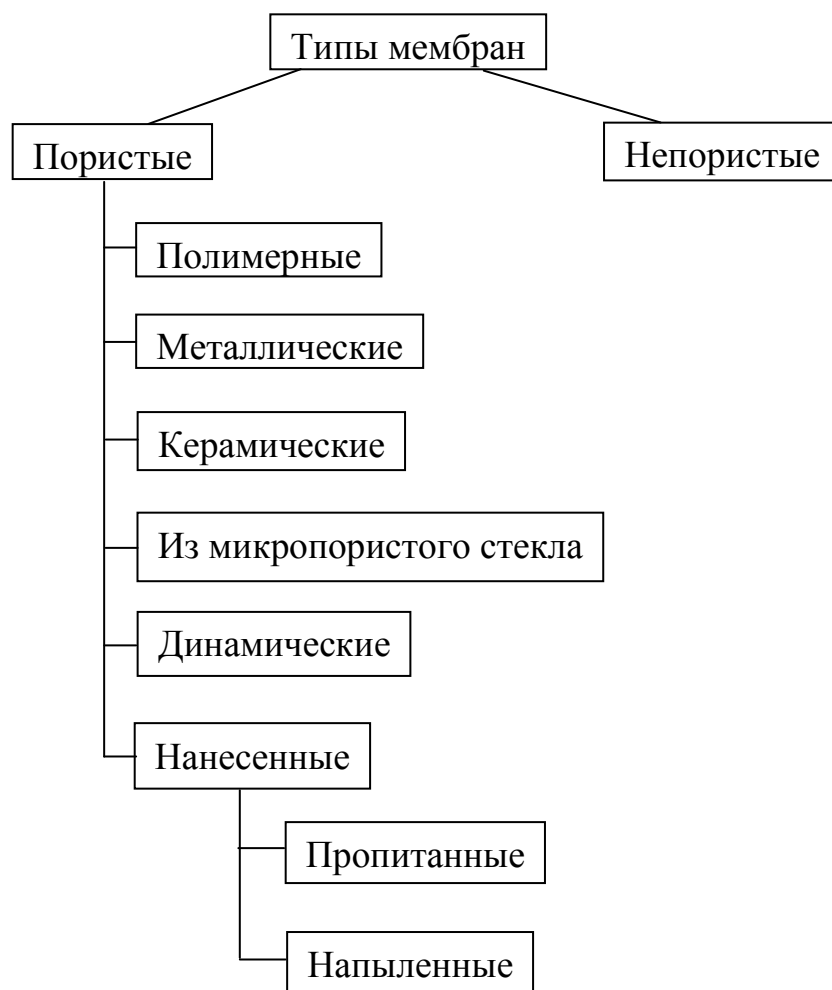 Типы мембран
Пористые
Непористые
Полимерные
Металлические
Керамические
Из микропористого стекла
Динамические
Нанесенные
Пропитанные
Напыленные